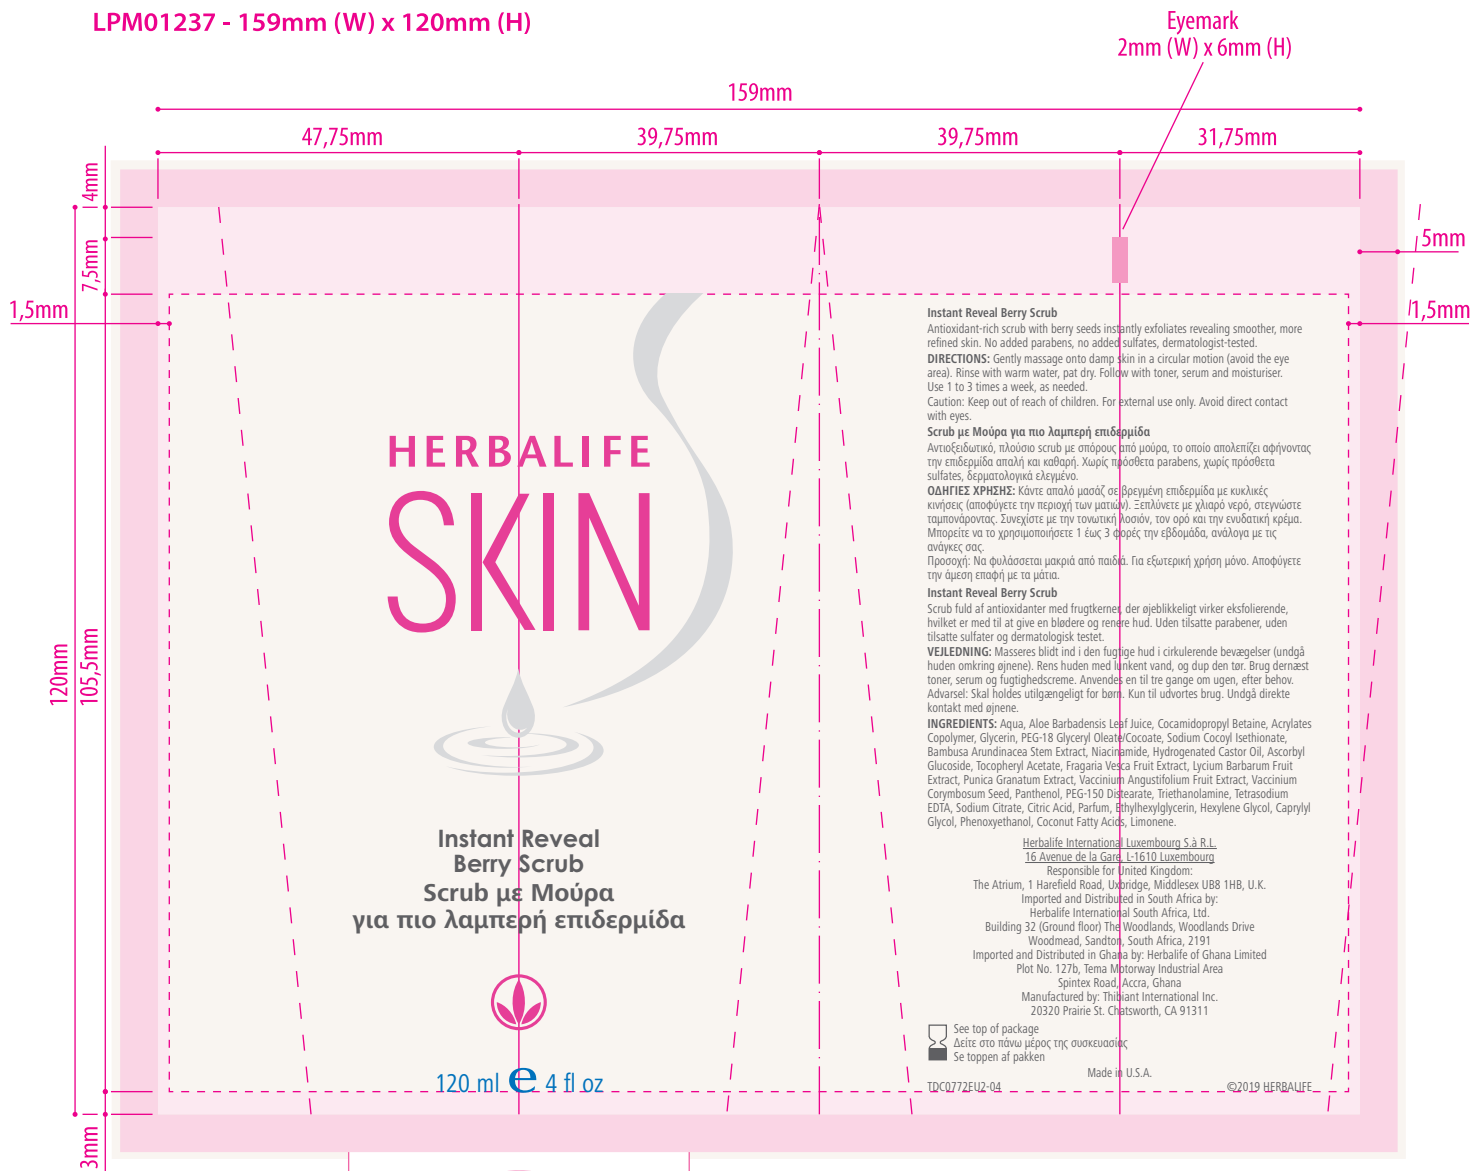 LPM01237 - 159mm (W) x 120mm (H)
Eyemark
2mm (W) x 6mm (H)
159mm
47,75mm
39,75mm
39,75mm
31,75mm
4mm
7,5mm
1,5mm
5mm
1,5mm
120mm
105,5mm
3mm
HERBALIFE
SKIN
Instant Reveal
Berry Scrub
Scrub με Μούρα
για πιο λαμπερή επιδερμίδα
120 ml e 4 fl oz
Instant Reveal Berry Scrub
Antioxidant-rich scrub with berry seeds instantly exfoliates revealing smoother, more
refined skin. No added parabens, no added sulfates, dermatologist-tested.
DIRECTIONS: Gently massage onto damp skin in a circular motion (avoid the eye
area). Rinse with warm water, pat dry. Follow with toner, serum and moisturiser.
Use 1 to 3 times a week, as needed.
Caution: Keep out of reach of children. For external use only. Avoid direct contact
with eyes.
Scrub με Μούρα για πιο λαμπερή επιδερμίδα
Αντιοξειδωτικό, πλούσιο scrub με σπόρους από μούρα, το οποίο απολεπίζει αφήνοντας
την επιδερμίδα απαλή και καθαρή. Χωρίς πρόσθετα parabens, χωρίς πρόσθετα
sulfates, δερματολογικά ελεγμένο.
ΟΔΗΓΙΕΣ ΧΡΗΣΗΣ: Κάντε απαλό μασάζ σε βρεγμένη επιδερμίδα με κυκλικές
κινήσεις (αποφύγετε την περιοχή των ματιών). Ξεπλύνετε με χλιαρό νερό, στεγνώστε
ταμπονάροντας. Συνεχίστε με την τονωτική λοσιόν, τον ορό και την ενυδατική κρέμα.
Μπορείτε να το χρησιμοποιήσετε 1 έως 3 φορές την εβδομάδα, ανάλογα με τις
ανάγκες σας.
Προσοχή: Να φυλάσσεται μακριά από παιδιά. Για εξωτερική χρήση μόνο. Αποφύγετε
την άμεση επαφή με τα μάτια.
Instant Reveal Berry Scrub
Scrub fuld af antioxidanter med frugtkerner, der øjeblikkeligt virker eksfolierende,
hvilket er med til at give en blødere og renere hud. Uden tilsatte parabener, uden
tilsatte sulfater og dermatologisk testet.
VEJLEDNING: Masseres blidt ind i den fugtige hud i cirkulerende bevægelser (undgå
huden omkring øjnene). Rens huden med lunkent vand, og dup den tør. Brug dernæst
toner, serum og fugtighedscreme. Anvendes en til tre gange om ugen, efter behov.
Advarsel: Skal holdes utilgængeligt for børn. Kun til udvortes brug. Undgå direkte
kontakt med øjnene.
INGREDIENTS: Aqua, Aloe Barbadensis Leaf Juice, Cocamidopropyl Betaine, Acrylates
Copolymer, Glycerin, PEG-18 Glyceryl Oleate/Cocoate, Sodium Cocoyl Isethionate,
Bambusa Arundinacea Stem Extract, Niacinamide, Hydrogenated Castor Oil, Ascorbyl
Glucoside, Tocopheryl Acetate, Fragaria Vesca Fruit Extract, Lycium Barbarum Fruit
Extract, Punica Granatum Extract, Vaccinium Angustifolium Fruit Extract, Vaccinium
Corymbosum Seed, Panthenol, PEG-150 Distearate, Triethanolamine, Tetrasodium
EDTA, Sodium Citrate, Citric Acid, Parfum, Ethylhexylglycerin, Hexylene Glycol, Caprylyl
Glycol, Phenoxyethanol, Coconut Fatty Acids, Limonene.
Herbalife International Luxembourg S.à R.L.
16 Avenue de la Gare, L-1610 Luxembourg
Responsible for United Kingdom:
The Atrium, 1 Harefield Road, Uxbridge, Middlesex UB8 1HB, U.K.
Imported and Distributed in South Africa by:
Herbalife International South Africa, Ltd.
Building 32 (Ground floor) The Woodlands, Woodlands Drive
Woodmead, Sandton, South Africa, 2191
Imported and Distributed in Ghana by: Herbalife of Ghana Limited
Plot No. 127b, Tema Motorway Industrial Area
Spintex Road, Accra, Ghana
Manufactured by: Thibiant International Inc.
20320 Prairie St. Chatsworth, CA 91311
See top of package
Δείτε στο πάνω μέρος της συσκευασίας
Se toppen af pakken
Made in U.S.A.
TDC0772EU2-04 ©2019 HERBALIFE